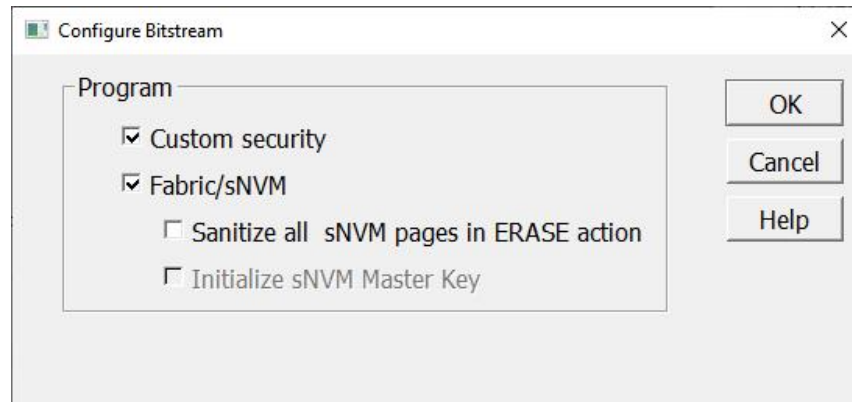 Configure Bitstream
Program
Custom security
Fabric/sNVM
Sanitize all sNVM pages in ERASE action
Initialize sNVM Master Key
OK
Cancel
Help